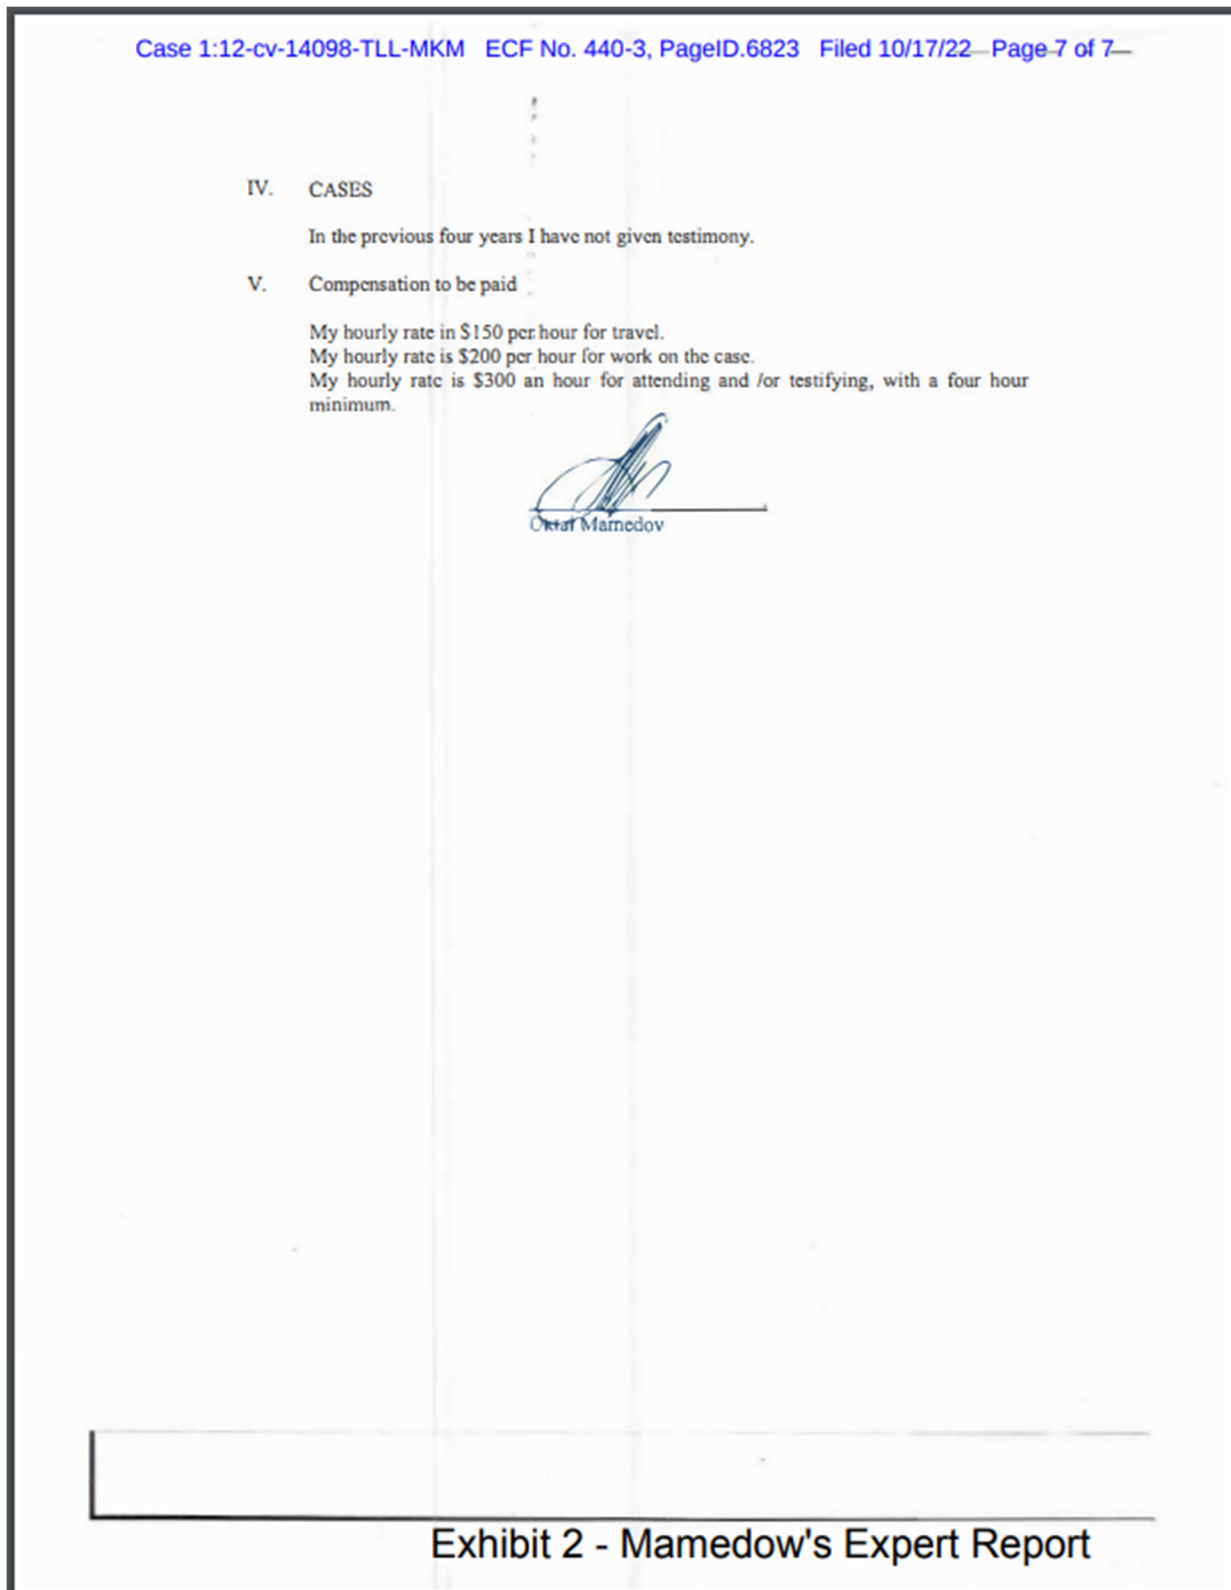 Case 1:12-cv-14098-TLL-MKM ECF No. 440-3, PageID.6823 Filed 10/17/22 Page 7 of 7
IV. CASES
In the previous four years I have not given testimony.
V. Compensation to be paid
My hourly rate in $150 per hour for travel.
My hourly rate is $200 per hour for work on the case.
My hourly rate is $300 an hour for attending and /or testifying, with a four hour
minimum.
Mamedov
Exhibit 2 - Mamedow's Expert Report